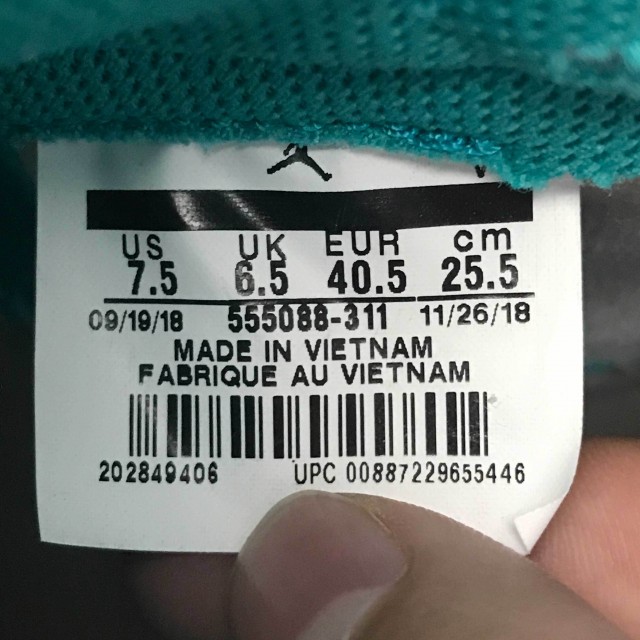 US UK EUR cm
7.5 6.5 40.5 25.5
09/19/18 555088-311 11/26/18
MADE IN VIETNAM
FABRIQUE AU VIETNAM
202849406 UPC 00887229655446